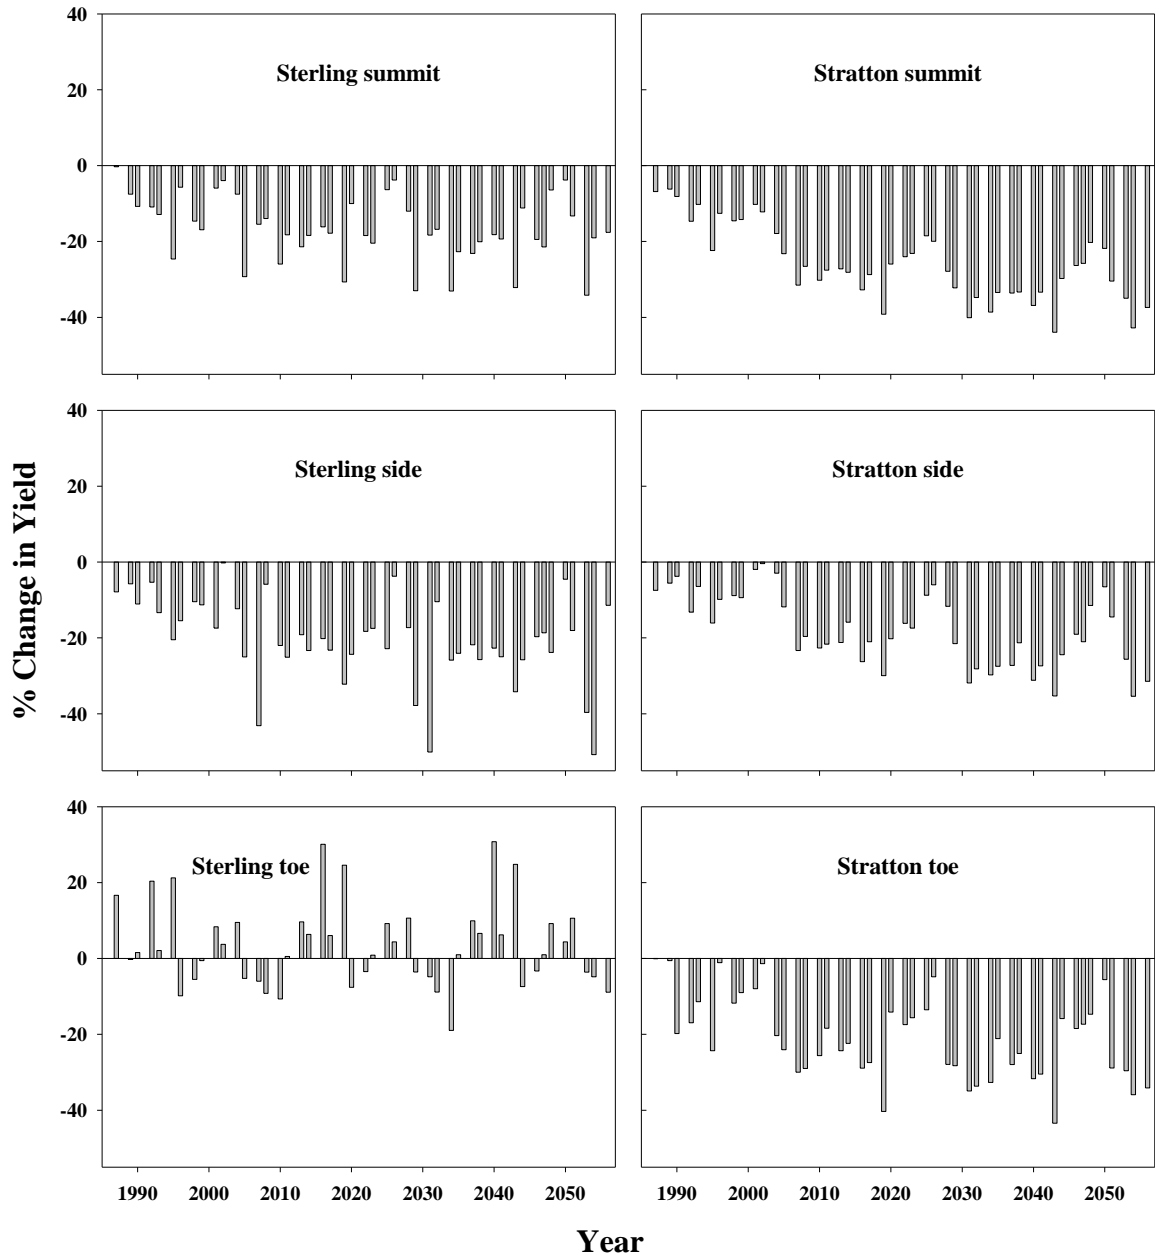 40
20
0
-20
-40
Sterling summit
Stratton summit
40
20
0
-20
-40
Sterling side
Stratton side
% Change in Yield
40
20
0
-20
-40
Sterling toe
Stratton toe
1990 2000 2010 2020 2030 2040 2050
1990 2000 2010 2020 2030 2040 2050
Year